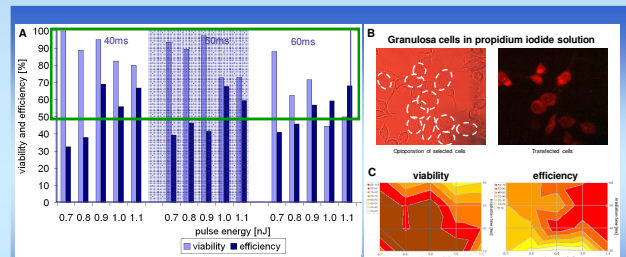 A
100
90
80
70
60
50
40
30
20
10
0
viability and efficiency [%]
40ms
50ms
60ms
0.7 0.8 0.9 1.0 1.1
0.7 0.8 0.9 1.0 1.1
0.7 0.8 0.9 1.0 1.1
pulse energy [nJ]
viability
efficiency
B
Granulosa cells in propidium iodide solution
Optoporation of selected cells
Transfected cells
C
viability
efficiency